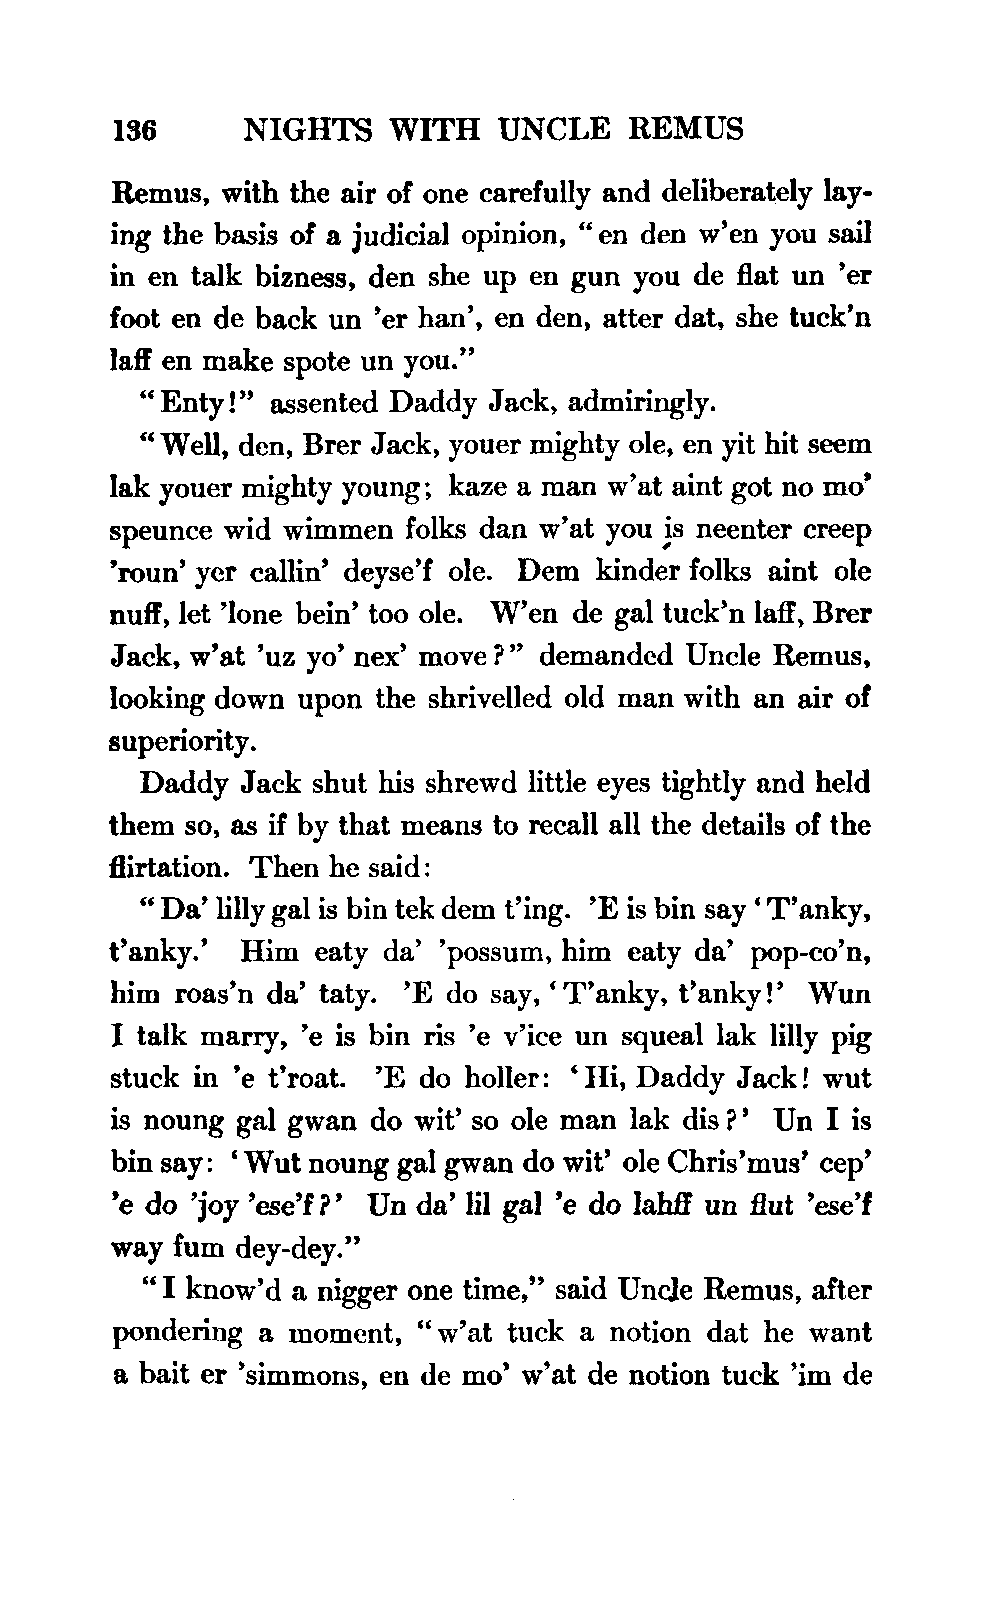 136 NIGHTS WITH UNCLE REMUS
Remus, with the air of one carefully and deliberately lay-
ing the basis of a judicial opinion, “en den w’en you sail
in en talk bizness, den she up en gun you de flat un ’er
foot en de back un ’er han’, en den, atter dat, she tuck’n
laff en make spote un you.”
“Enty!” assented Daddy Jack, admiringly.
“Well, den, Brer Jack, youer mighty ole, en yit hit seem
lak youer mighty young; kaze a man w’at aint got no mo’
speunce wid wimmen folks dan w’at you is neenter creep
’roun’ yer callin’ deyse’f ole. Dem kinder folks aint ole
nuff, let ’lone bein’ too ole. W’en de gal tuck’n laff, Brer
Jack, w’at ’uz yo’ nex’ move?” demanded Uncle Remus,
looking down upon the shrivelled old man with an air of
superiority.
Daddy Jack shut his shrewd little eyes tightly and held
them so, as if by that means to recall all the details of the
flirtation. Then he said:
“Da’ lilly gal is bin tek dem t’ing. ’E is bin say ‘T’anky,
t’anky.’ Him eaty da’ ’possum, him eaty da’ pop-co’n,
him roas’n da’ taty. ’E do say, ‘T’anky, t’anky!’ Wun
I talk marry, ’e is bin ris ’e v’ice un squeal lak lilly pig
stuck in ’e t’roat. ’E do holler: ‘Hi, Daddy Jack! wut
is noung gal gwan do wit’ so ole man lak dis?’ Un I is
bin say: ‘Wut noung gal gwan do wit’ ole Chris’mus’ cep’
’e do ’joy ’ese’f?’ Un da’ lil gal ’e do lahff un flut ’ese’f
way fum dey-dey.”
“I know’d a nigger one time,” said Uncle Remus, after
pondering a moment, “w’at tuck a notion dat he want
a bait er ’simmons, en de mo’ w’at de notion tuck ’im de